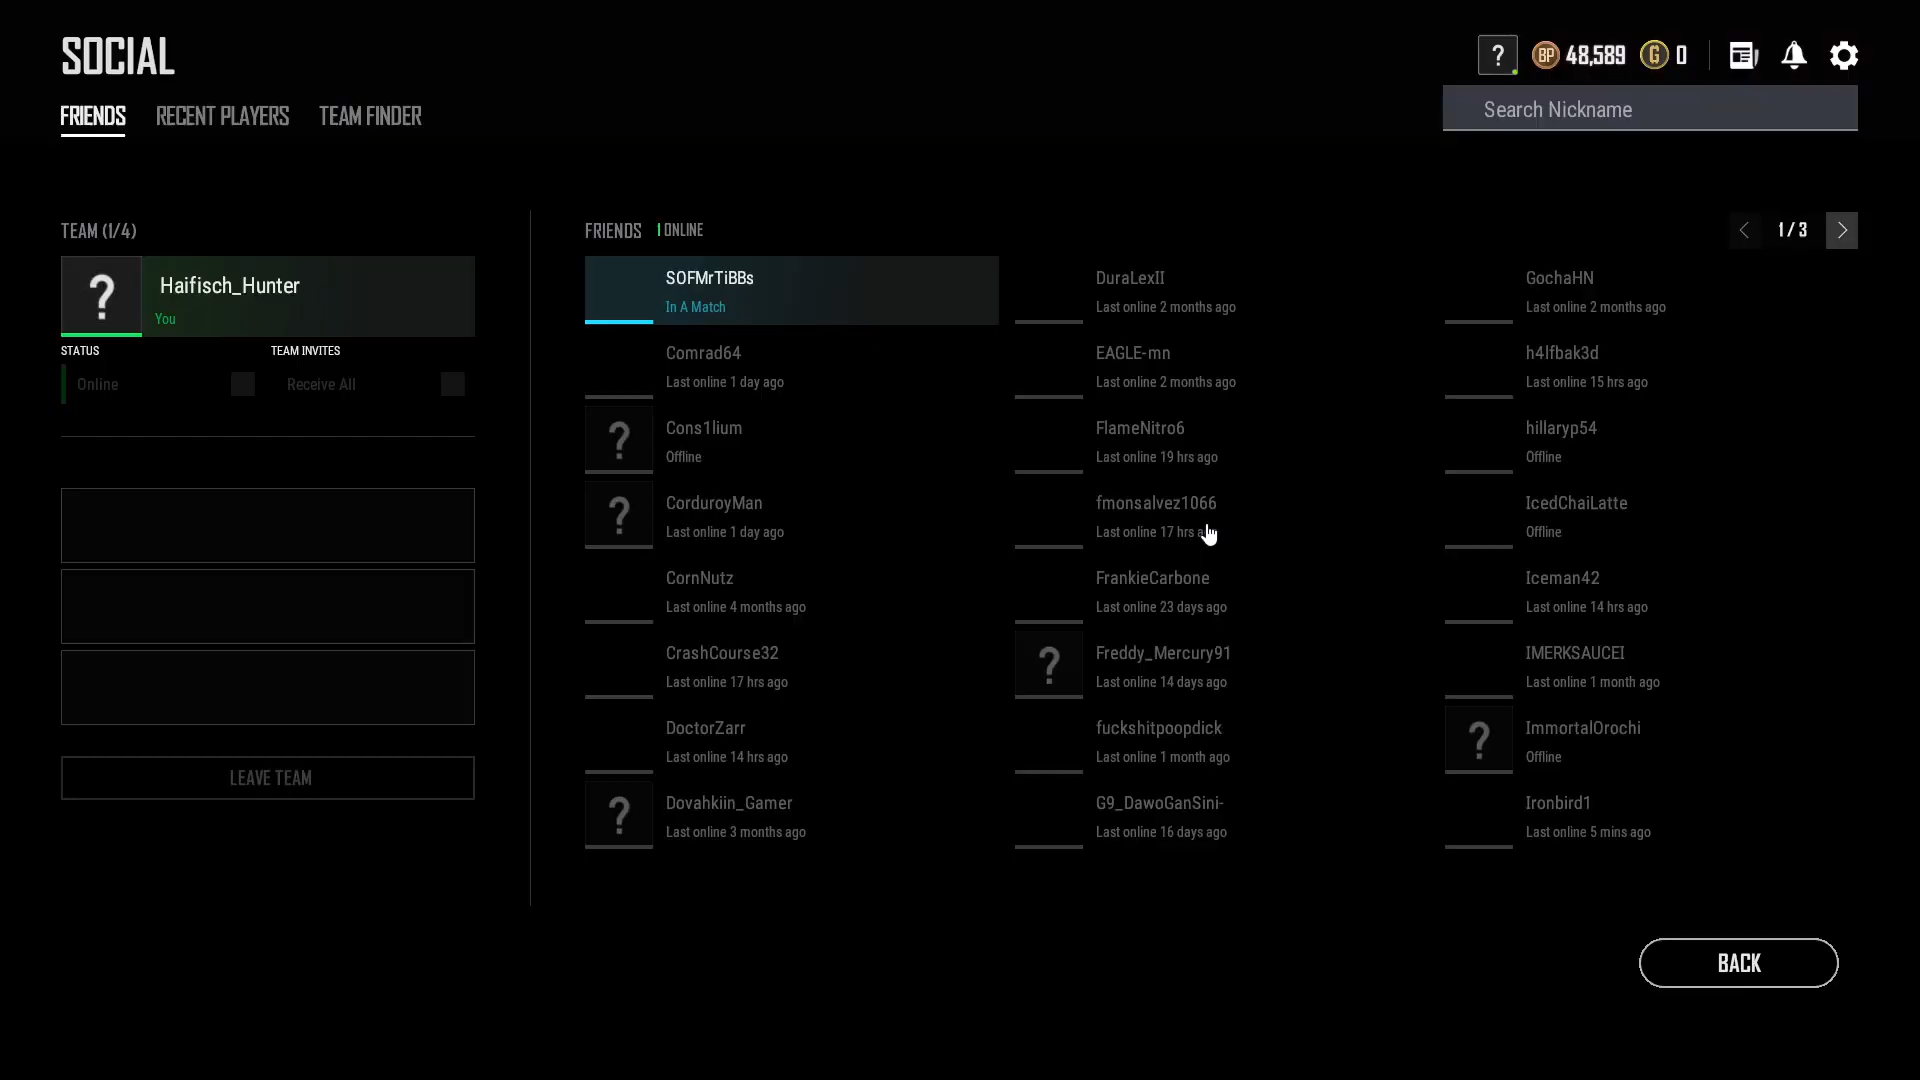 SOCIAL
? BP 48,589 G 0
FRIENDS RECENT PLAYERS TEAM FINDER
Search Nickname
TEAM (1/4)
? Haifisch_Hunter
You
STATUS TEAM INVITES
Online Receive All
LEAVE TEAM
FRIENDS 1 ONLINE
< 1 / 3 >
SOFMrTiBBs
In A Match
Comrad64
Last online 1 day ago
? Cons1lium
Offline
? CorduroyMan
Last online 1 day ago
CornNutz
Last online 4 months ago
CrashCourse32
Last online 17 hrs ago
DoctorZarr
Last online 14 hrs ago
? Dovahkiin_Gamer
Last online 3 months ago
DuraLexII
Last online 2 months ago
EAGLE-mn
Last online 2 months ago
FlameNitro6
Last online 19 hrs ago
fmonsalvez1066
Last online 17 hrs a
FrankieCarbone
Last online 23 days ago
? Freddy_Mercury91
Last online 14 days ago
fuckshitpoopdick
Last online 1 month ago
G9_DawoGanSini-
Last online 16 days ago
GochaHN
Last online 2 months ago
h4lfbak3d
Last online 15 hrs ago
hillaryp54
Offline
IcedChaiLatte
Offline
Iceman42
Last online 14 hrs ago
IMERKSAUCEI
Last online 1 month ago
? ImmortalOrochi
Offline
Ironbird1
Last online 5 mins ago
BACK